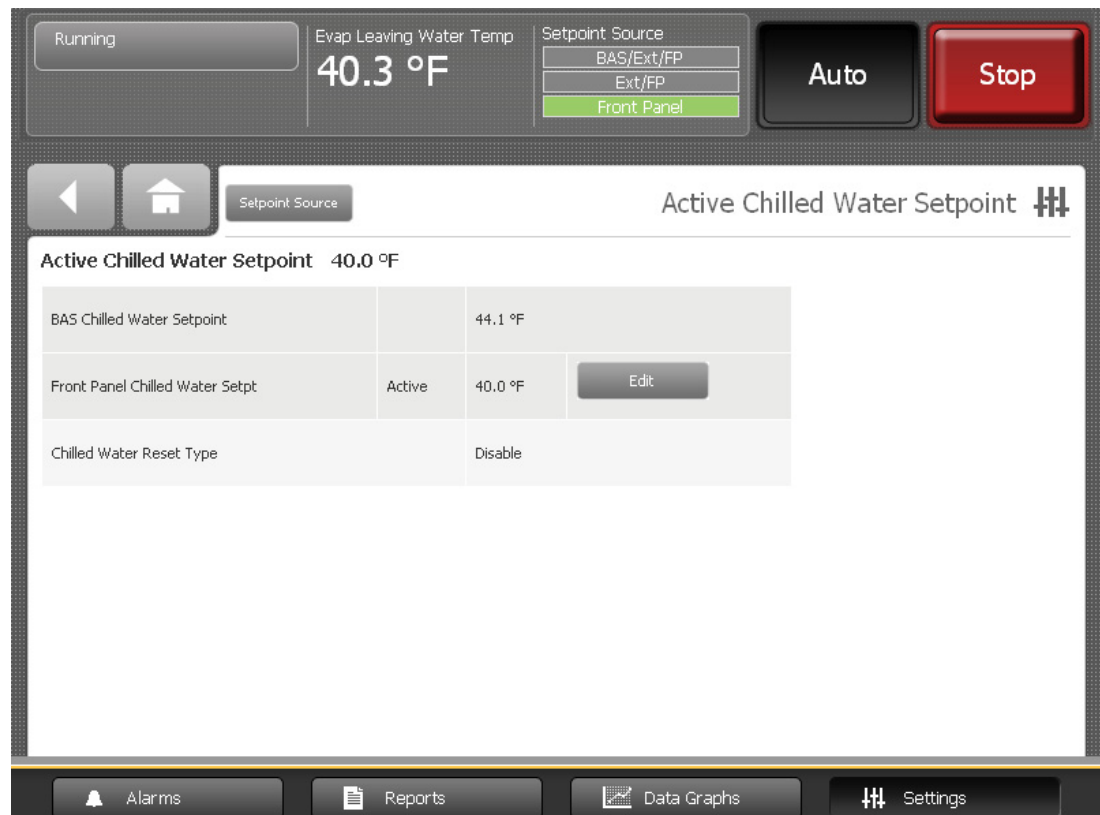 Running
Evap Leaving Water Temp
40.3 °F
Setpoint Source
BAS/Ext/FP
Ext/FP
Front Panel
Auto
Stop
Setpoint Source
Active Chilled Water Setpoint
Active Chilled Water Setpoint 40.0 °F
BAS Chilled Water Setpoint 44.1 °F
Front Panel Chilled Water Setpt Active 40.0 °F Edit
Chilled Water Reset Type Disable
Alarms Reports Data Graphs Settings